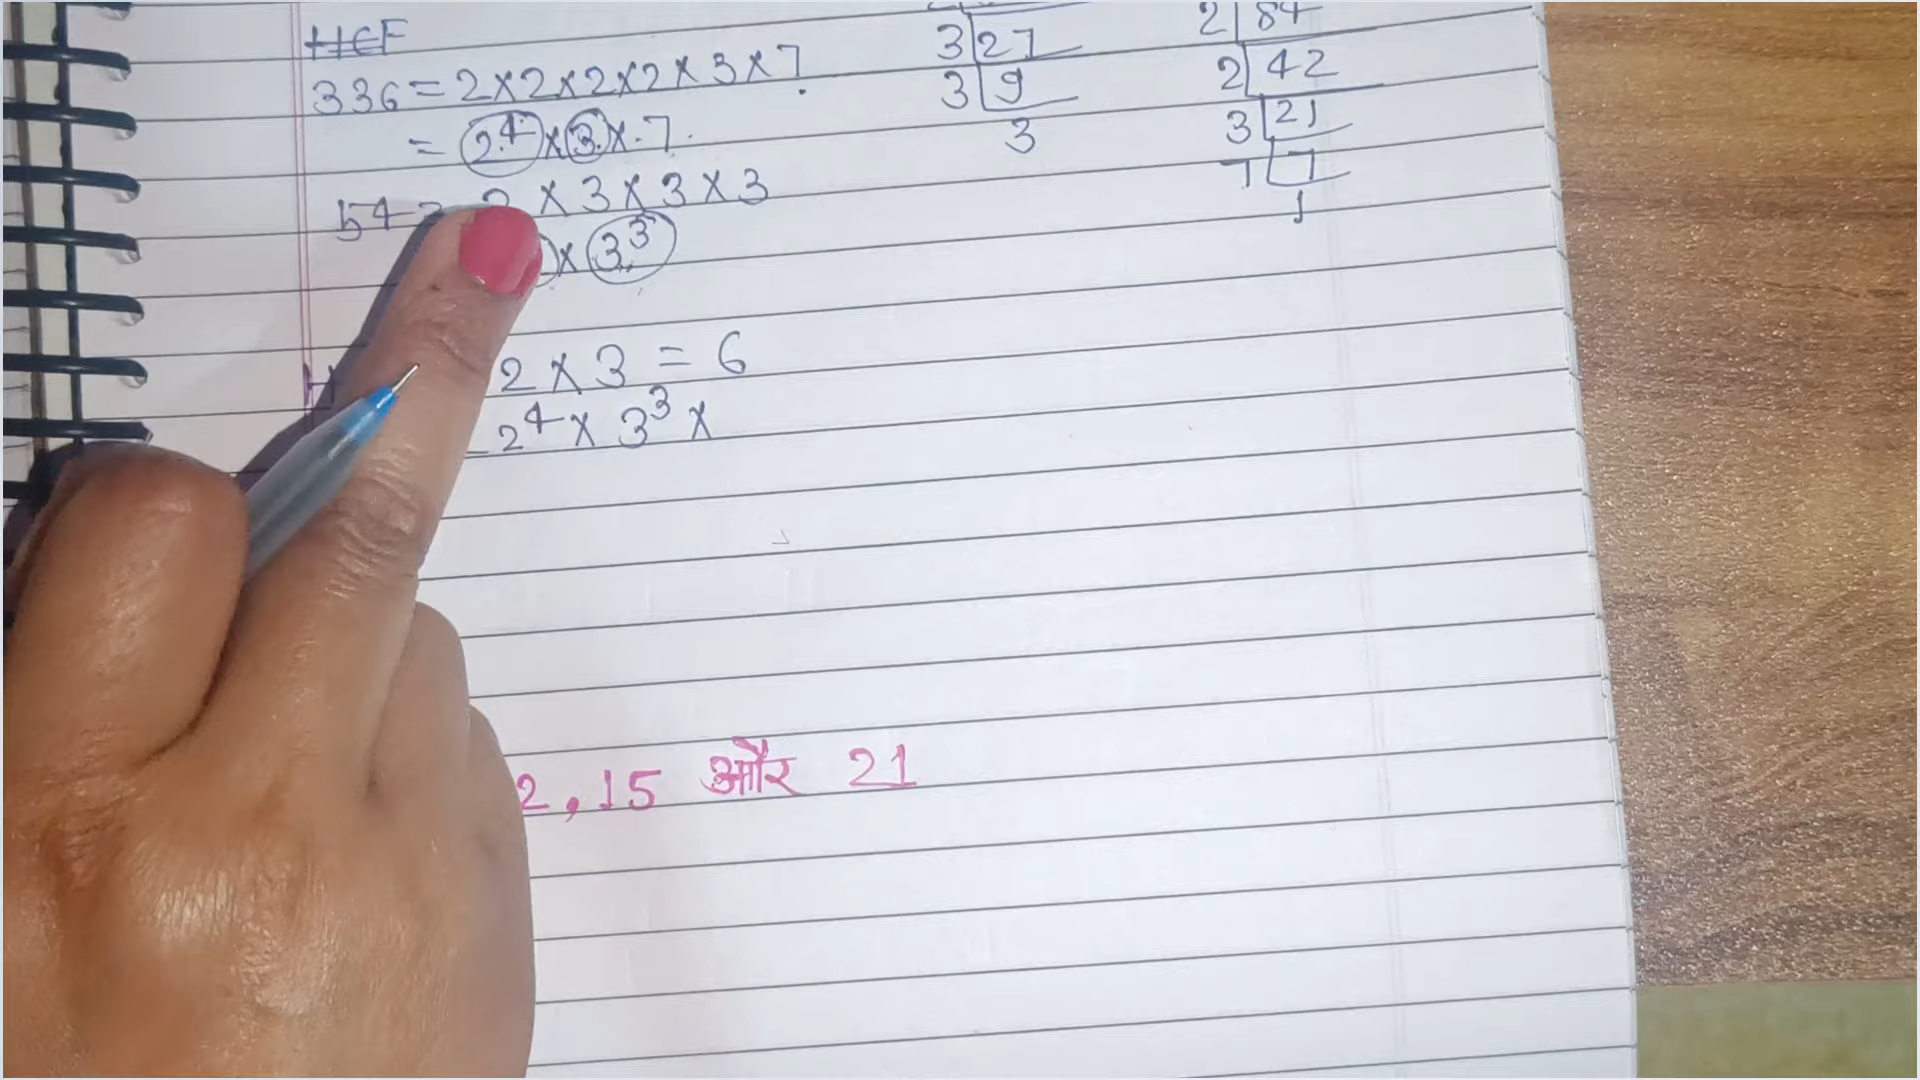 HCF
336 = 2×2×2×2×3×7
= 2⁴ × 3 × 7
54 = 2 × 3 × 3 × 3
× 3³
2 × 3 = 6
2⁴ × 3³ ×
3 27
3 9
3
2 84
2 42
3 21
7 7
1
2, 15 और 21